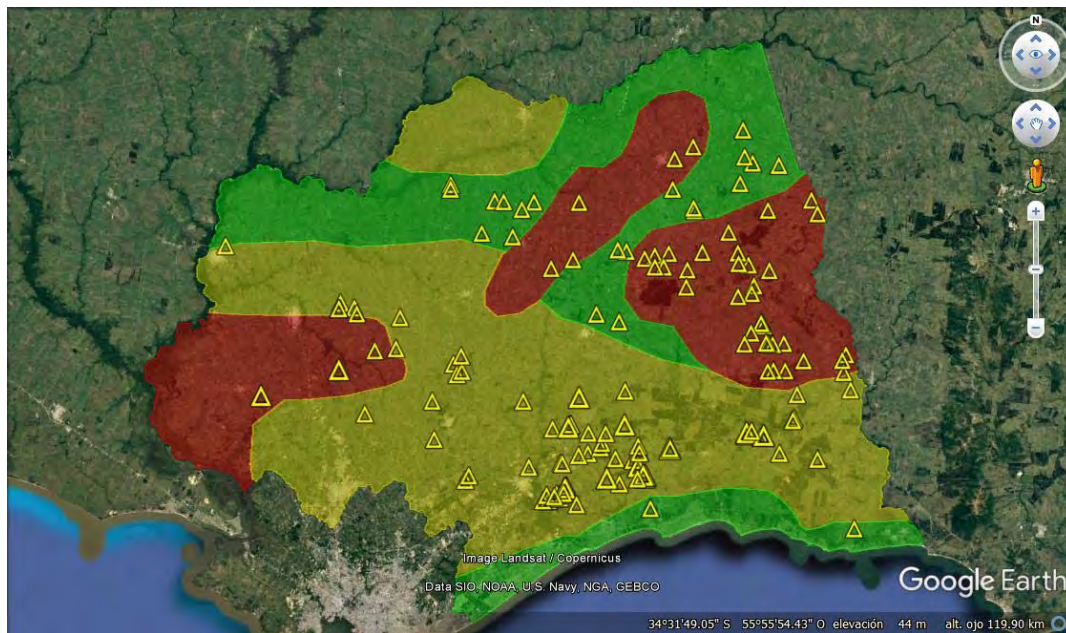 N
Image Landsat / Copernicus
Data SIO, NOAA, U.S. Navy, NGA, GEBCO
Google Earth
34°31'49.05" S 55°55'54.43" O elevación 44 m alt. ojo 119.90 km